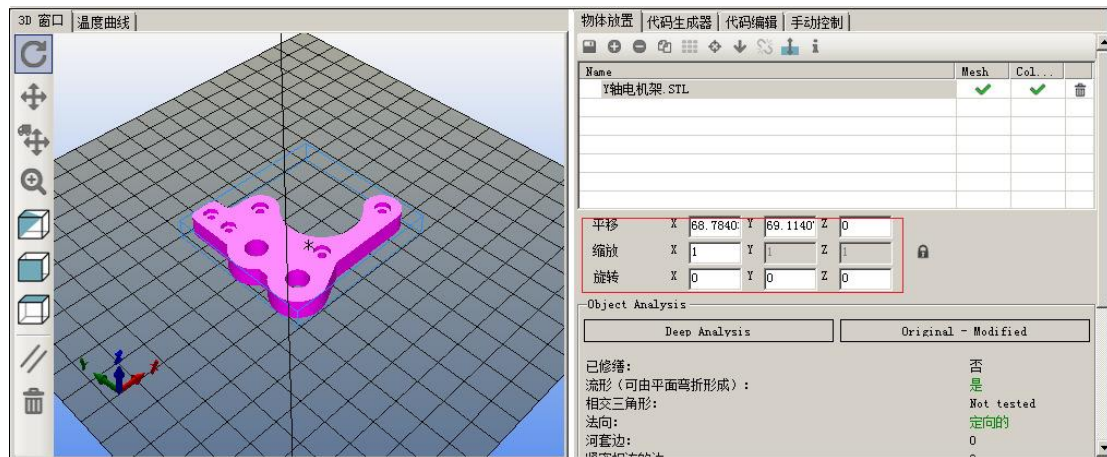 3D 窗口 温度曲线
物体放置 代码生成器 代码编辑 手动控制
Name Mesh Col...
Y轴电机架.STL
平移 X 68.7840 Y 69.1140 Z 0
缩放 X 1 Y 1 Z 1
旋转 X 0 Y 0 Z 0
Object Analysis
Deep Analysis Original - Modified
已修缮: 否
流形（可由平面弯折形成）: 是
相交三角形: Not tested
法向: 定向的
河套边: 0